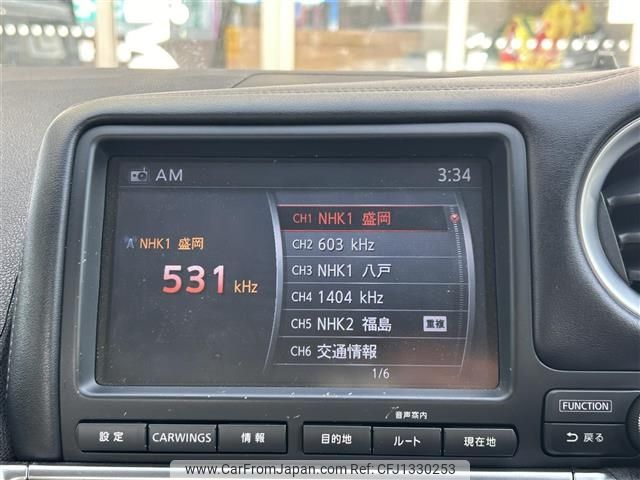 AM 3:34
A NHK1 盛岡
531 kHz
CH1 NHK1 盛岡
CH2 603 kHz
CH3 NHK1 八戸
CH4 1404 kHz
CH5 NHK2 福島 重複
CH6 交通情報
1/6
音声案内
設定 CARWINGS 情報 目的地 ルート 現在地
FUNCTION
戻る
www.CarFromJapan.com - CFJ1330253